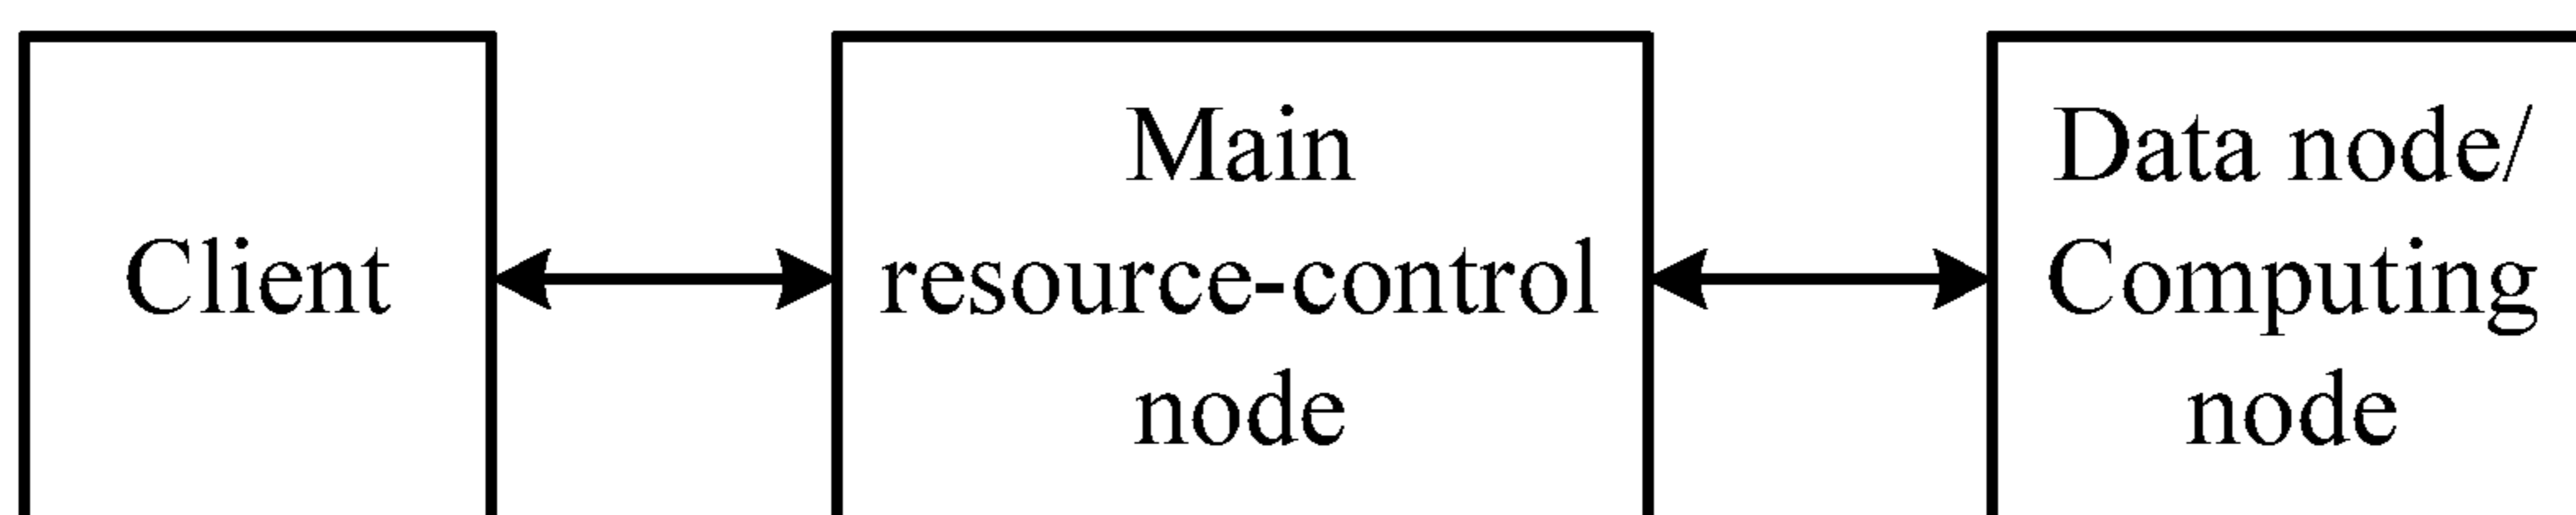 Client
Main
resource-control
node
Data node/
Computing
node